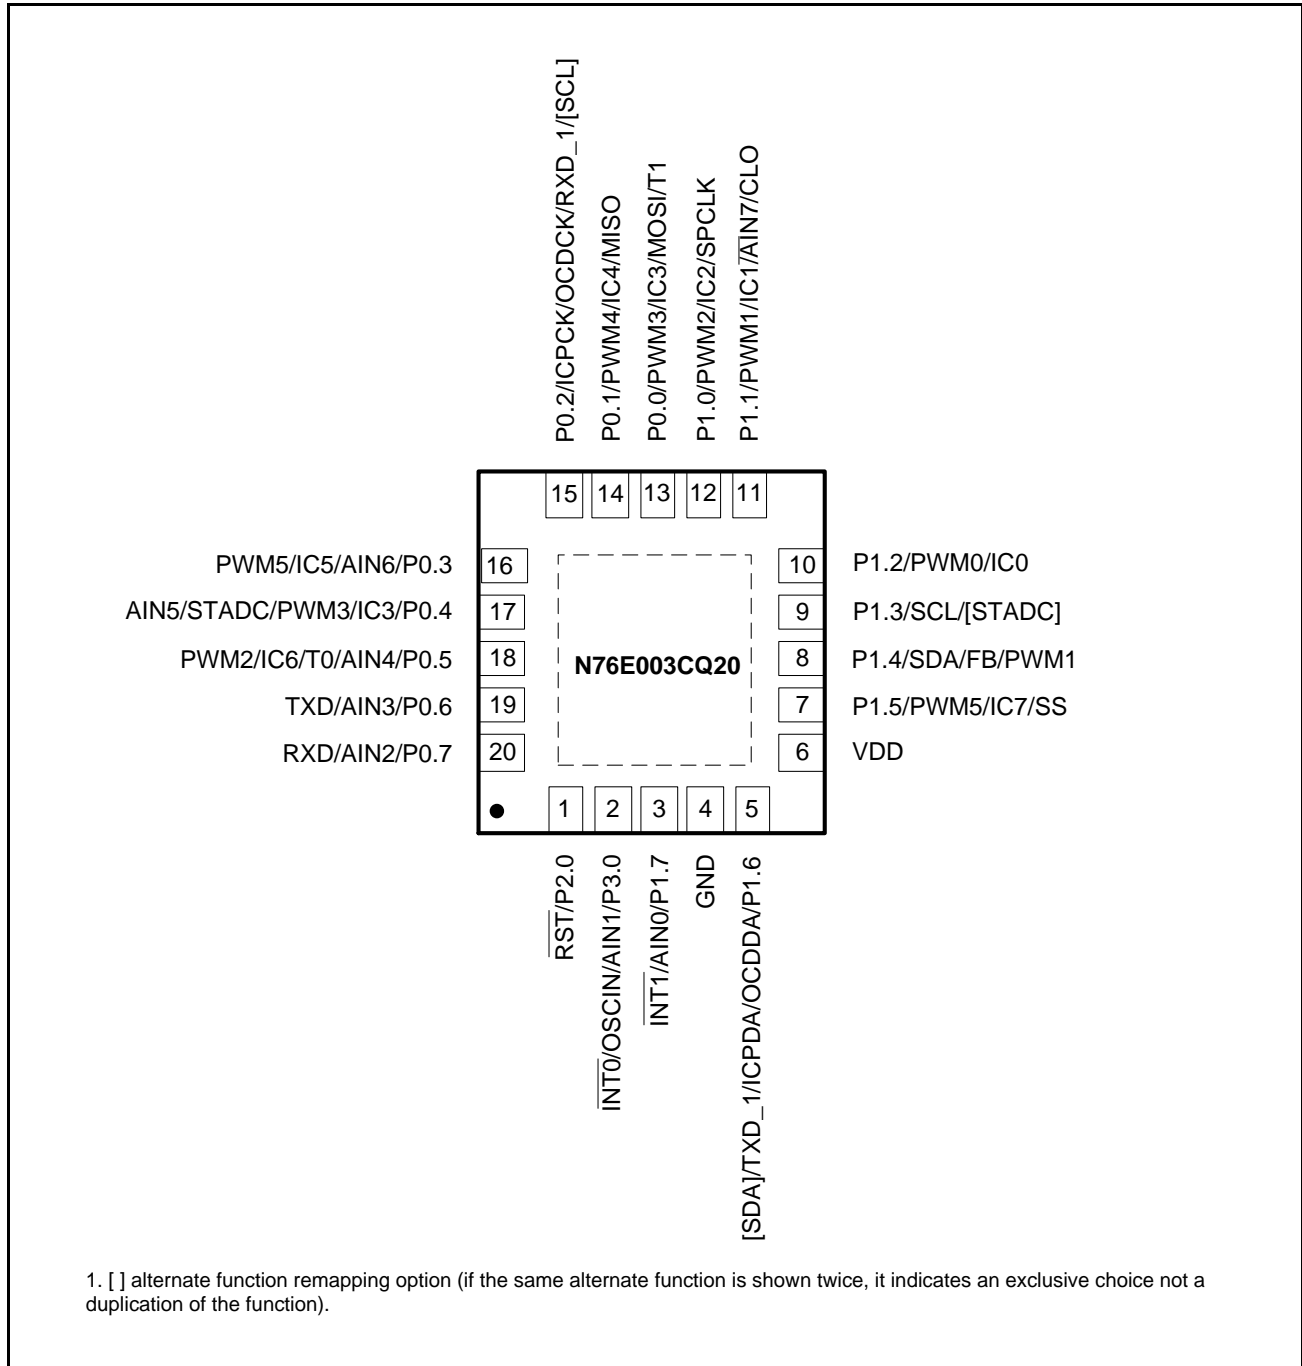 P0.2/ICPCK/OCDCK/RXD_1/[SCL]
P0.1/PWM4/IC4/MISO
P0.0/PWM3/IC3/MOSI/T1
P1.0/PWM2/IC2/SPCLK
P1.1/PWM1/IC1/AIN7/CLO
15 14 13 12 11
PWM5/IC5/AIN6/P0.3 16
10 P1.2/PWM0/IC0
AIN5/STADC/PWM3/IC3/P0.4 17
9 P1.3/SCL/[STADC]
PWM2/IC6/T0/AIN4/P0.5 18
N76E003CQ20
8 P1.4/SDA/FB/PWM1
TXD/AIN3/P0.6 19
7 P1.5/PWM5/IC7/SS
RXD/AIN2/P0.7 20
6 VDD
1 2 3 4 5
RST/P2.0
INT0/OSCIN/AIN1/P3.0
INT1/AIN0/P1.7
GND
[SDA]/TXD_1/ICPDA/OCDDA/P1.6
1. [ ] alternate function remapping option (if the same alternate function is shown twice, it indicates an exclusive choice not a
duplication of the function).